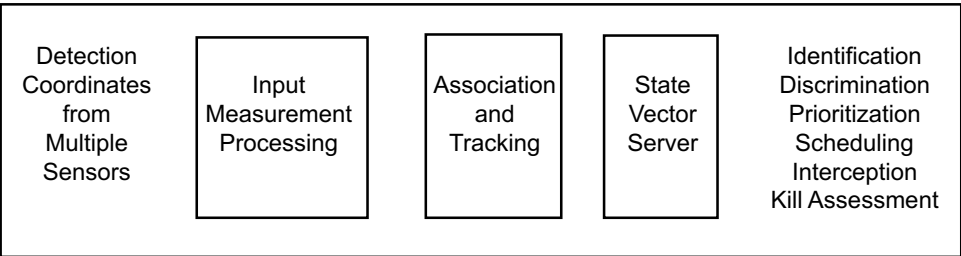 Detection
Coordinates
from
Multiple
Sensors
Input
Measurement
Processing
Association
and
Tracking
State
Vector
Server
Identification
Discrimination
Prioritization
Scheduling
Interception
Kill Assessment